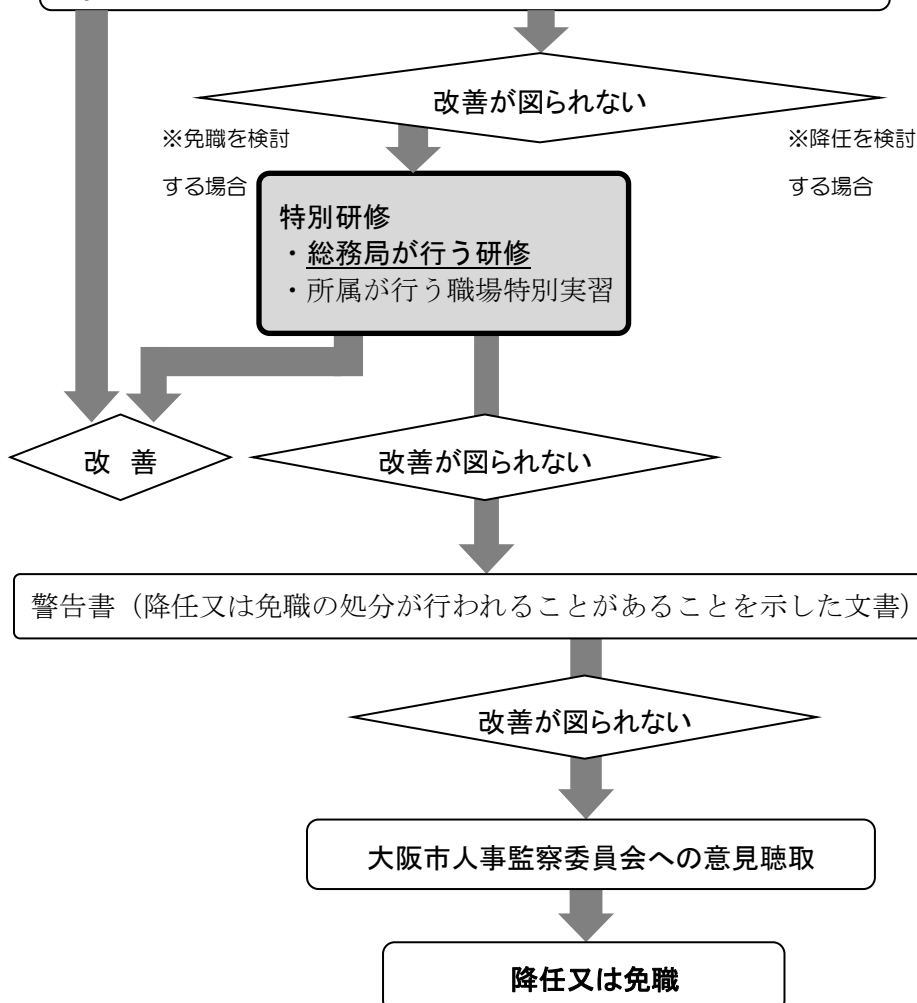 改善が図られない
※免職を検討
する場合
※降任を検討
する場合
特別研修
・総務局が行う研修
・所属が行う職場特別実習
改 善
改善が図られない
警告書（降任又は免職の処分が行われることがあることを示した文書）
改善が図られない
大阪市人事監察委員会への意見聴取
降任又は免職